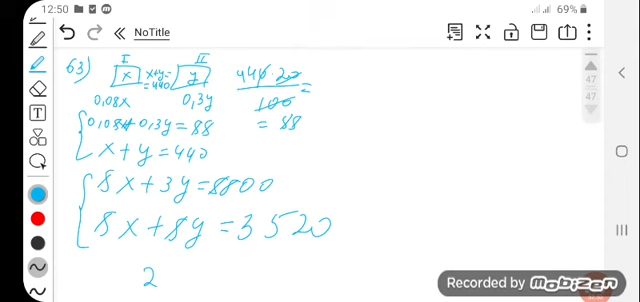 12:50
69%
NoTitle
63) I II
x x+y= y 440·20
=440 100 =
0,08x 0,3y
0,08x+0,3y=88 = 88
x+y=440
8x+3y=8800
8x+8y=3520
2
47
47
Recorded by Mobizen